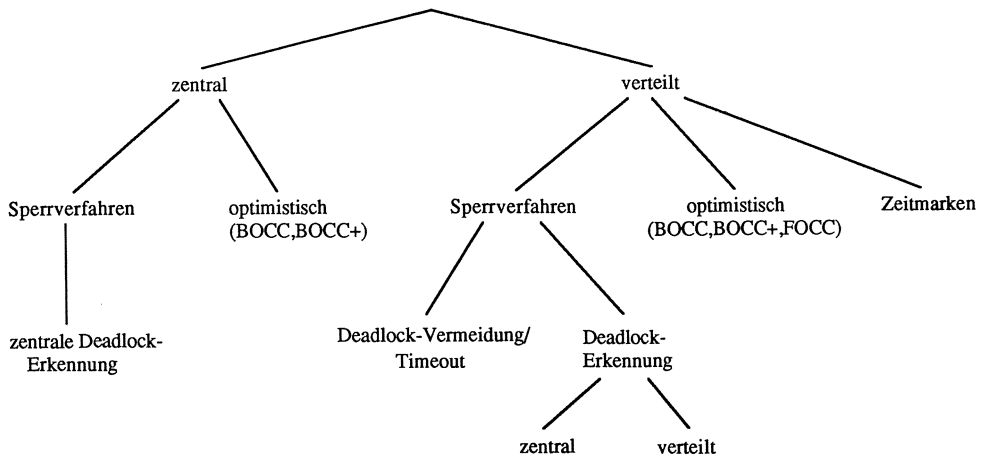 zentral
verteilt
Sperrverfahren
optimistisch
(BOCC,BOCC+)
Sperrverfahren
optimistisch
(BOCC,BOCC+,FOCC)
Zeitmarken
zentrale Deadlock-
Erkennung
Deadlock-Vermeidung/
Timeout
Deadlock-
Erkennung
zentral
verteilt